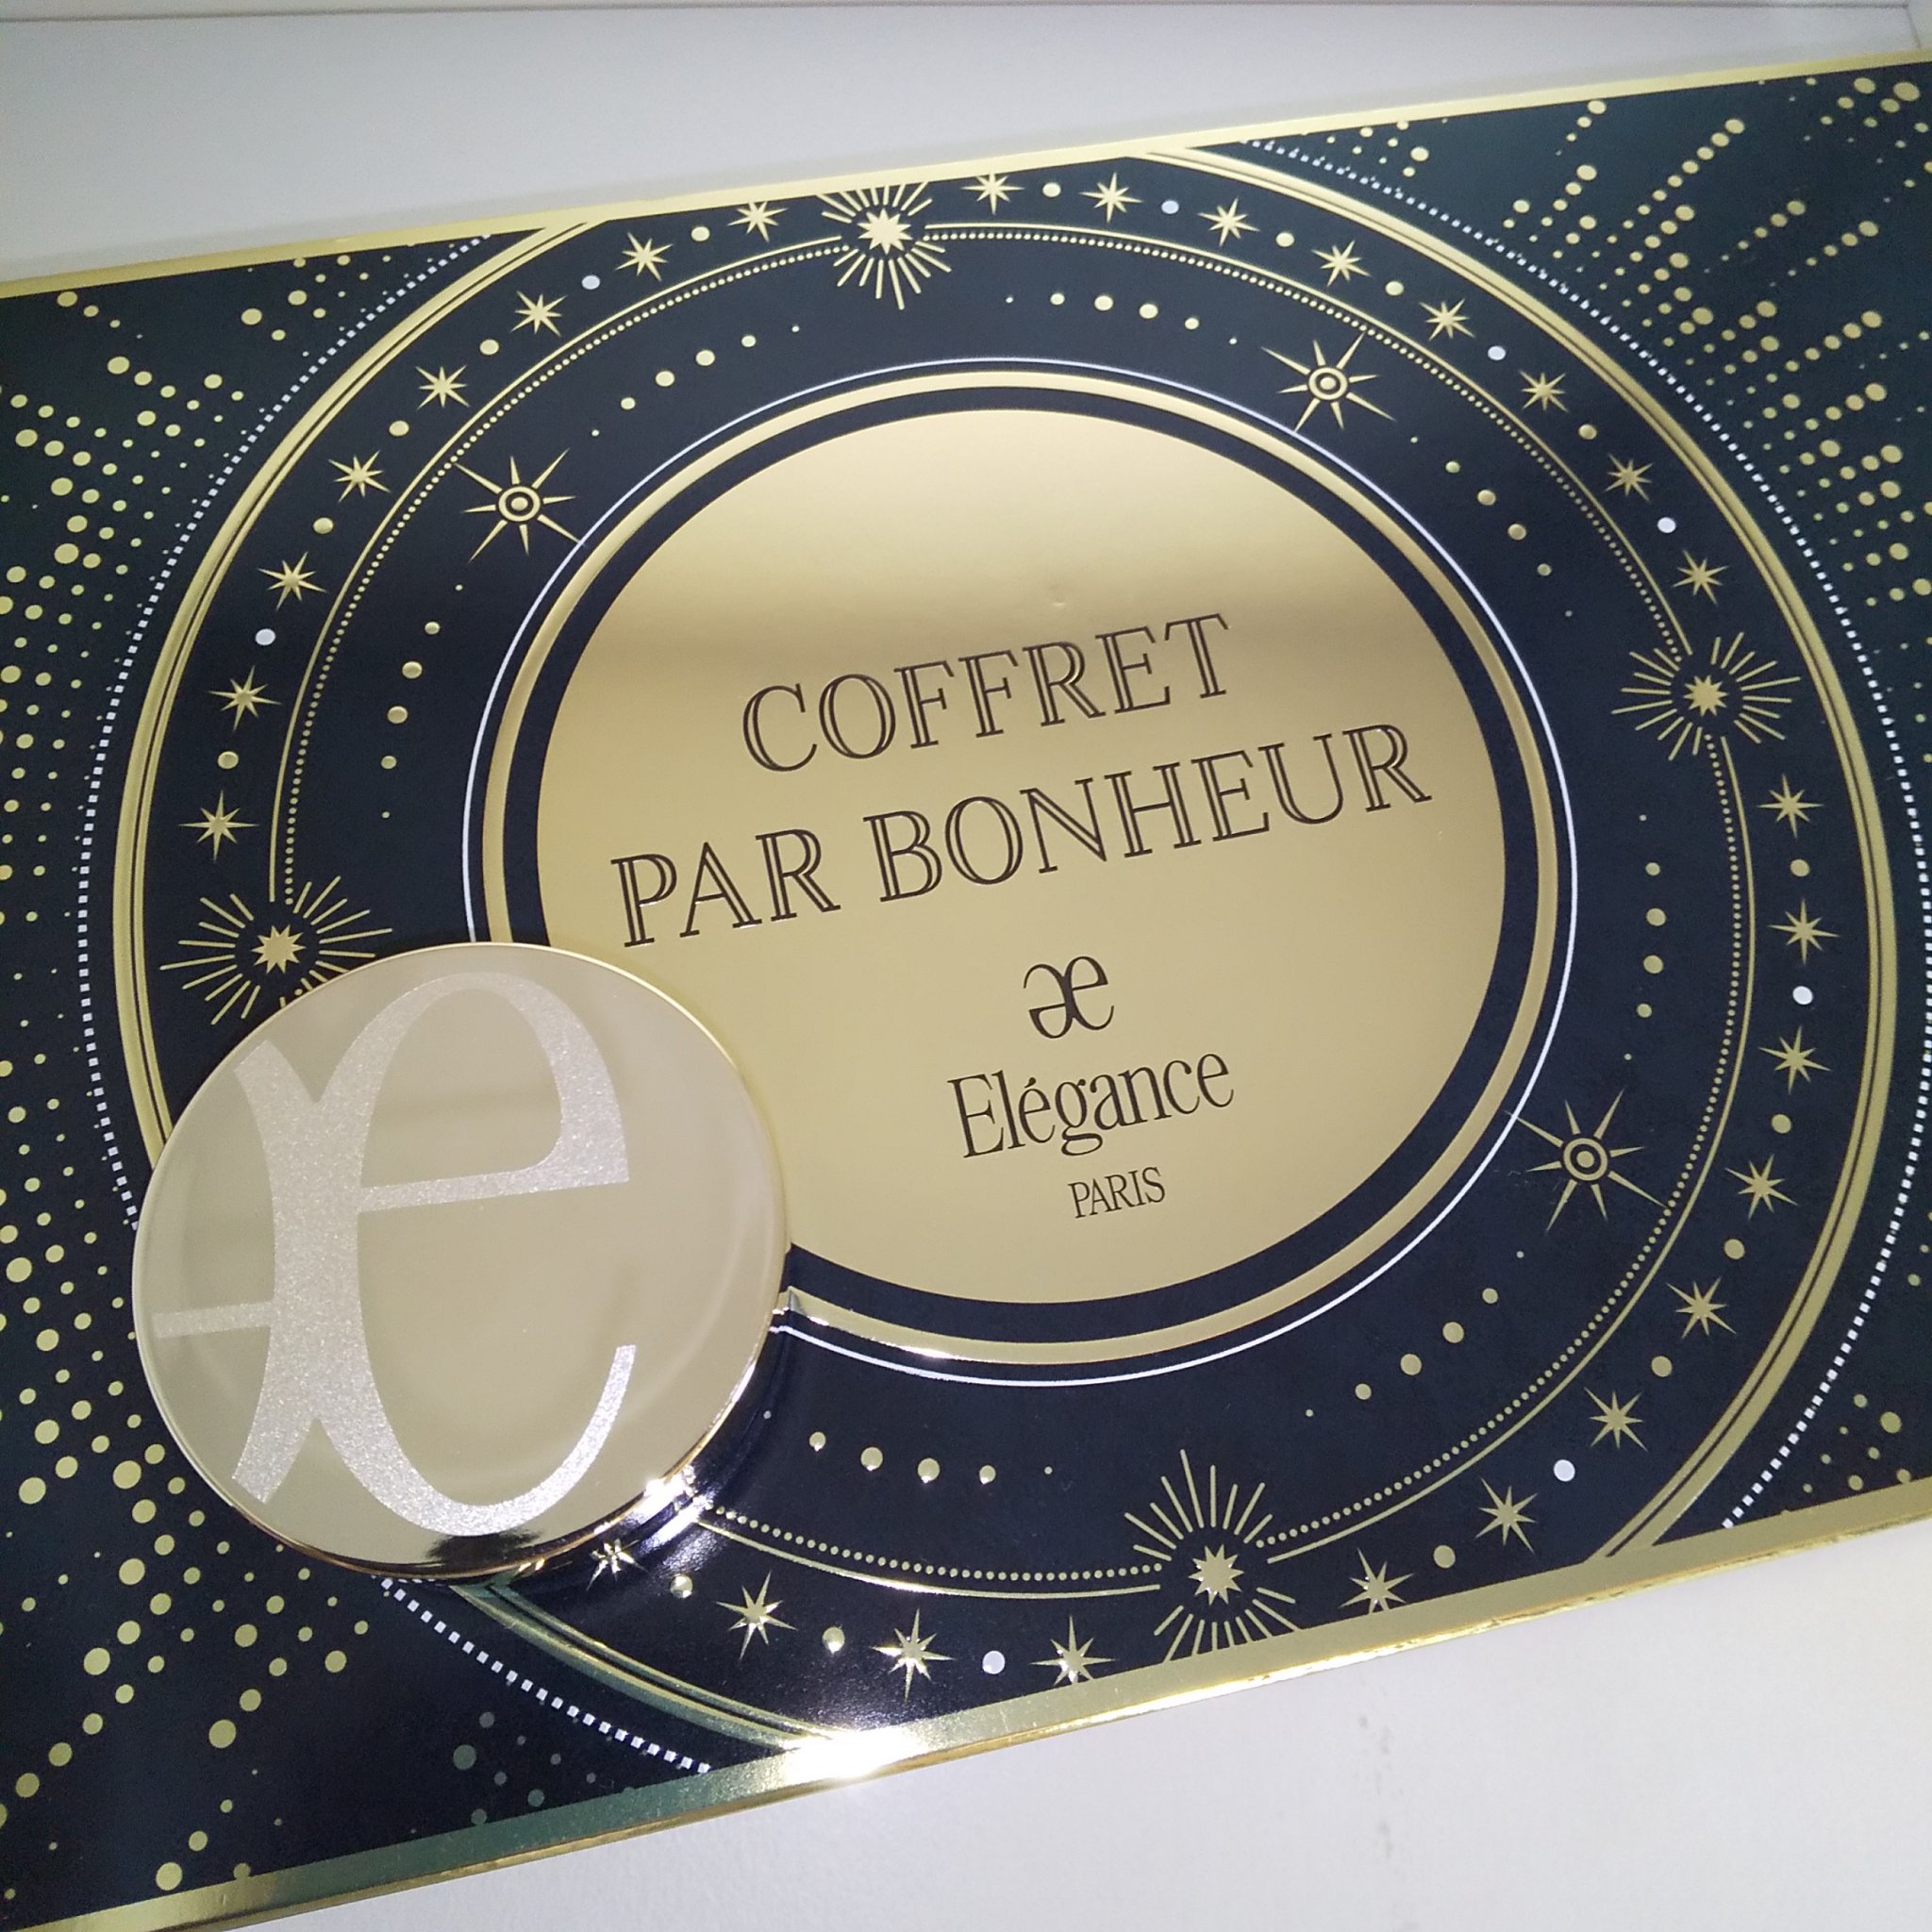 COFFRET
PAR BONHEUR
æ
Elégance
PARIS
æ